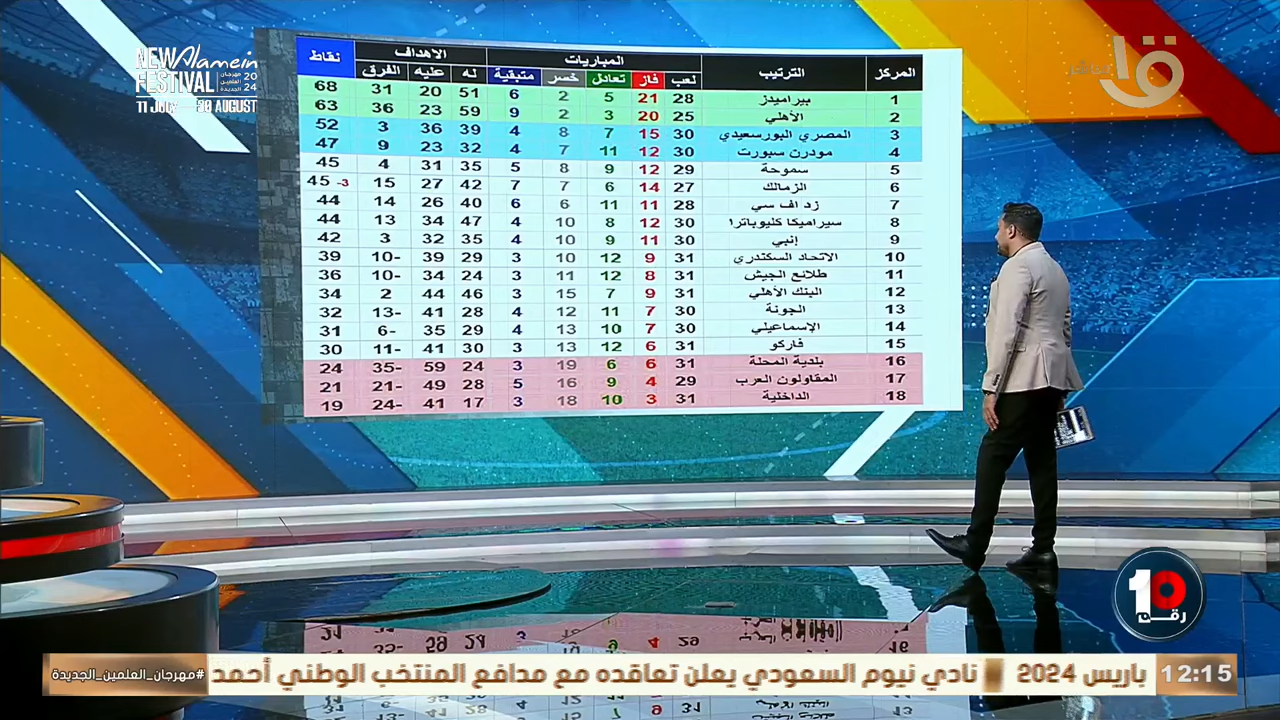 NEW Alamein
FESTIVAL مهرجان العلمين الجديدة 2024
11 JULY - 30 AUGUST
المباريات الاهداف نقاط
المركز الترتيب لعب فاز تعادل خسر متبقية له عليه الفرق
1 بيراميدز 28 21 5 2 6 51 20 31 68
2 الأهلي 25 20 3 2 9 59 23 36 63
3 المصري البورسعيدي 30 15 7 8 4 39 36 3 52
4 مودرن سبورت 30 12 11 7 4 32 23 9 47
5 سموحة 29 12 9 8 5 35 31 4 45
6 الزمالك 27 14 6 7 7 42 27 15 45 -3
7 زد اف سي 28 11 11 6 6 40 26 14 44
8 سيراميكا كليوباترا 30 12 8 10 4 47 34 13 44
9 إنبي 30 11 9 10 4 35 32 3 42
10 الاتحاد السكندري 31 9 12 10 3 29 39 10- 39
11 طلائع الجيش 31 8 12 11 3 24 34 10- 36
12 البنك الأهلي 31 9 7 15 3 46 44 2 34
13 الجونة 30 7 11 12 4 28 41 13- 32
14 الإسماعيلي 30 7 10 13 4 29 35 6- 31
15 فاركو 31 6 12 13 3 30 41 11- 30
16 بلدية المحلة 31 6 6 19 3 24 59 35- 24
17 المقاولون العرب 29 4 9 16 5 28 49 21- 21
18 الداخلية 31 3 10 18 3 17 41 24- 19
رقم 10
12:15 باريس 2024 نادي نيوم السعودي يعلن تعاقده مع مدافع المنتخب الوطني أحمد #مهرجان_العلمين_الجديدة